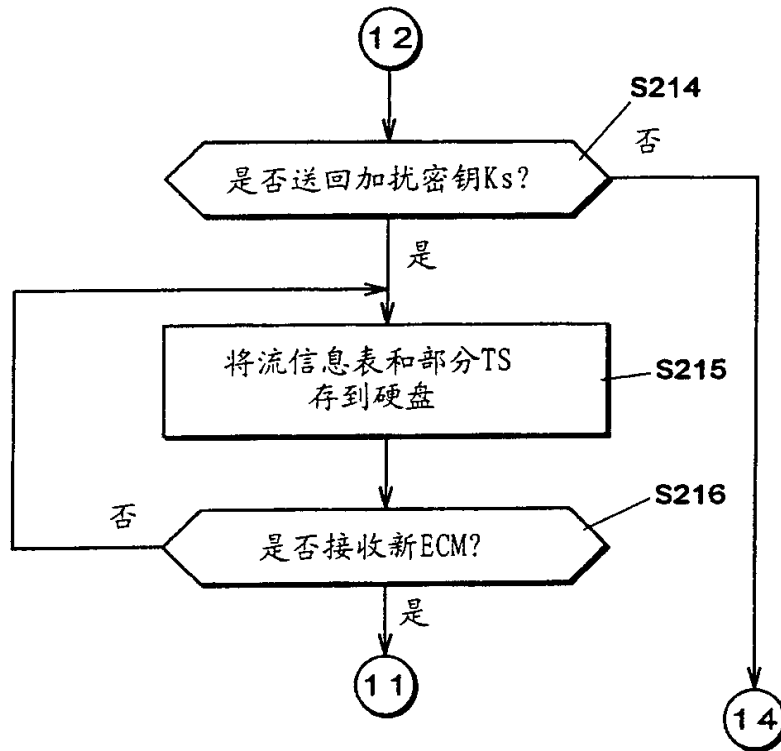 12
S214
否
是否送回加扰密钥Ks?
是
将流信息表和部分TS
存到硬盘
S215
S216
否
是否接收新ECM?
是
11
14